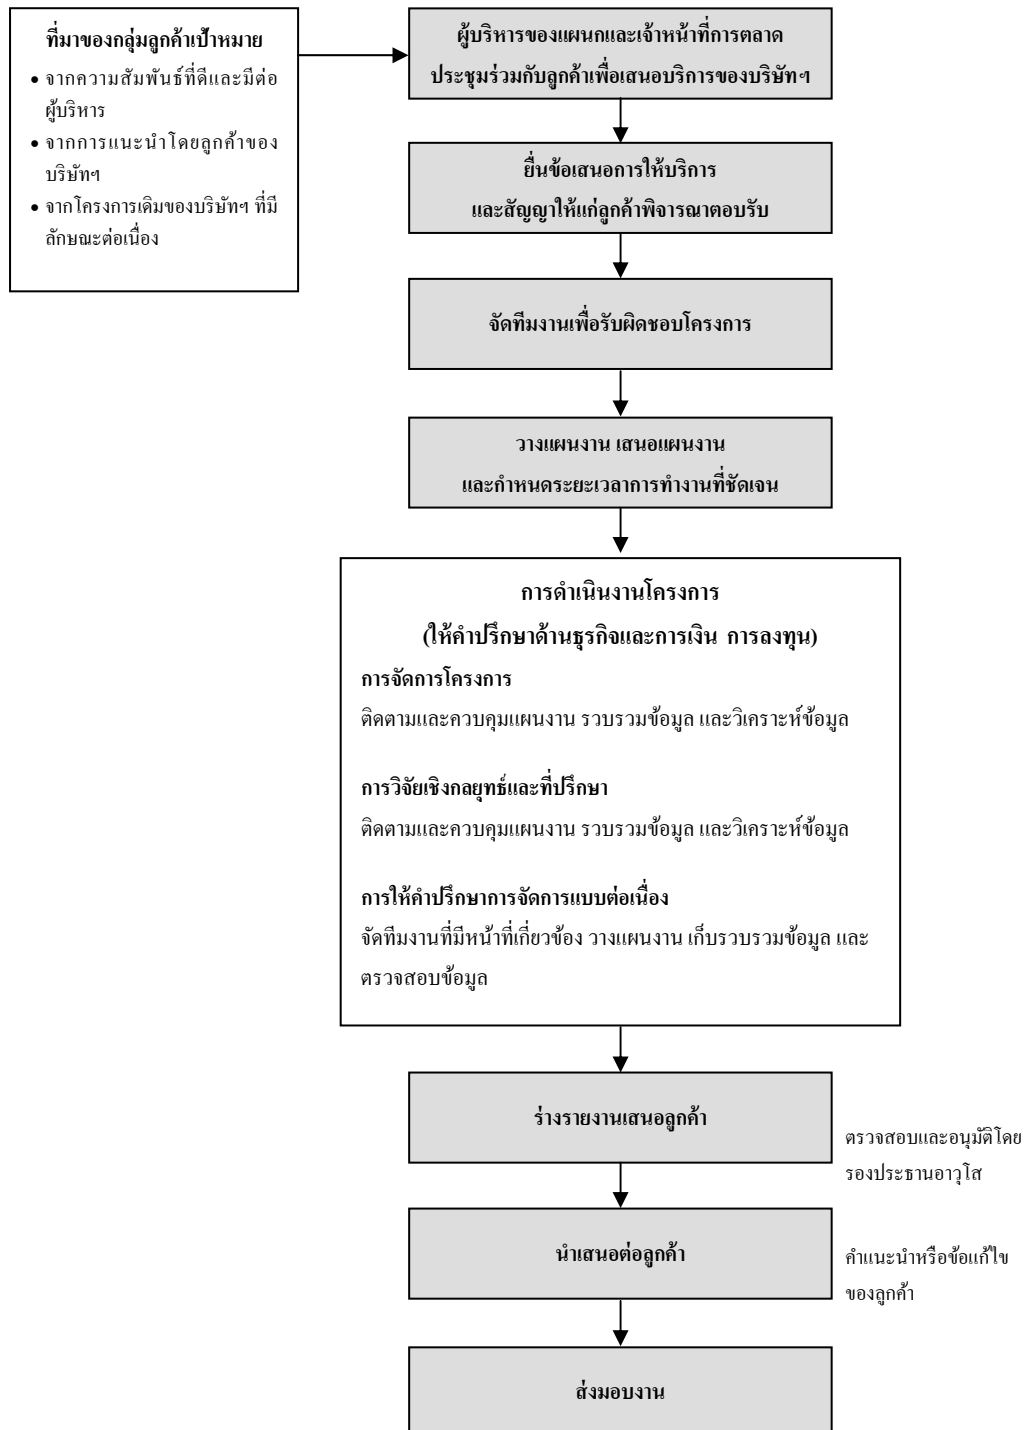 ที่มาของกลุ่มลูกค้าเป้าหมาย
• จากความสัมพันธ์ที่ดีและมีต่อ
ผู้บริหาร
• จากการแนะนำโดยลูกค้าของ
บริษัทฯ
• จากโครงการเดิมของบริษัทฯ ที่มี
ลักษณะต่อเนื่อง
ผู้บริหารของแผนกและเจ้าหน้าที่การตลาด
ประชุมร่วมกับลูกค้าเพื่อเสนอบริการของบริษัทฯ
ยื่นข้อเสนอการให้บริการ
และสัญญาให้แก่ลูกค้าพิจารณาตอบรับ
จัดทีมงานเพื่อรับผิดชอบโครงการ
วางแผนงาน เสนอแผนงาน
และกำหนดระยะเวลาการทำงานที่ชัดเจน
การดำเนินงานโครงการ
(ให้คำปรึกษาด้านธุรกิจและการเงิน การลงทุน)
การจัดการโครงการ
ติดตามและควบคุมแผนงาน รวบรวมข้อมูล และวิเคราะห์ข้อมูล
การวิจัยเชิงกลยุทธ์และที่ปรึกษา
ติดตามและควบคุมแผนงาน รวบรวมข้อมูล และวิเคราะห์ข้อมูล
การให้คำปรึกษาการจัดการแบบต่อเนื่อง
จัดทีมงานที่มีหน้าที่เกี่ยวข้อง วางแผนงาน เก็บรวบรวมข้อมูล และ
ตรวจสอบข้อมูล
ร่างรายงานเสนอลูกค้า
ตรวจสอบและอนุมัติโดย
รองประธานอาวุโส
นำเสนอต่อลูกค้า
คำแนะนำหรือข้อแก้ไข
ของลูกค้า
ส่งมอบงาน